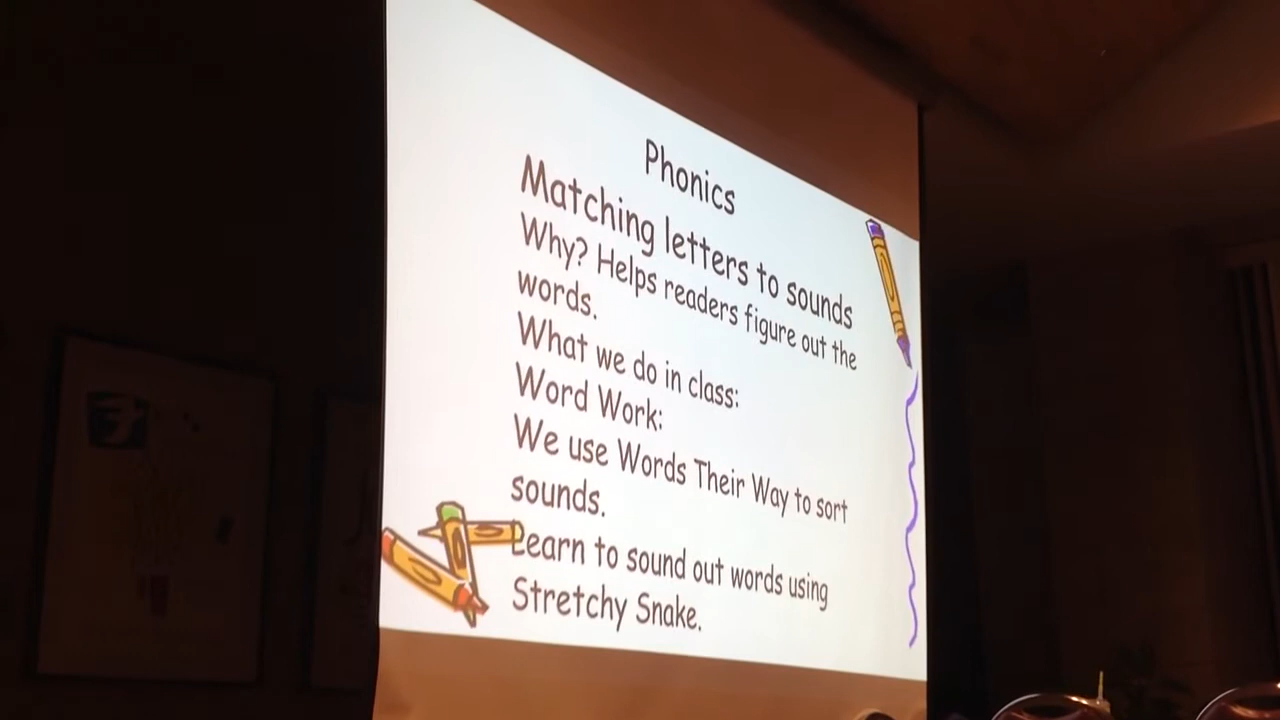 Phonics
Matching letters to sounds
Why? Helps readers figure out the
words.
What we do in class:
Word Work:
We use Words Their Way to sort
sounds.
Learn to sound out words using
Stretchy Snake.